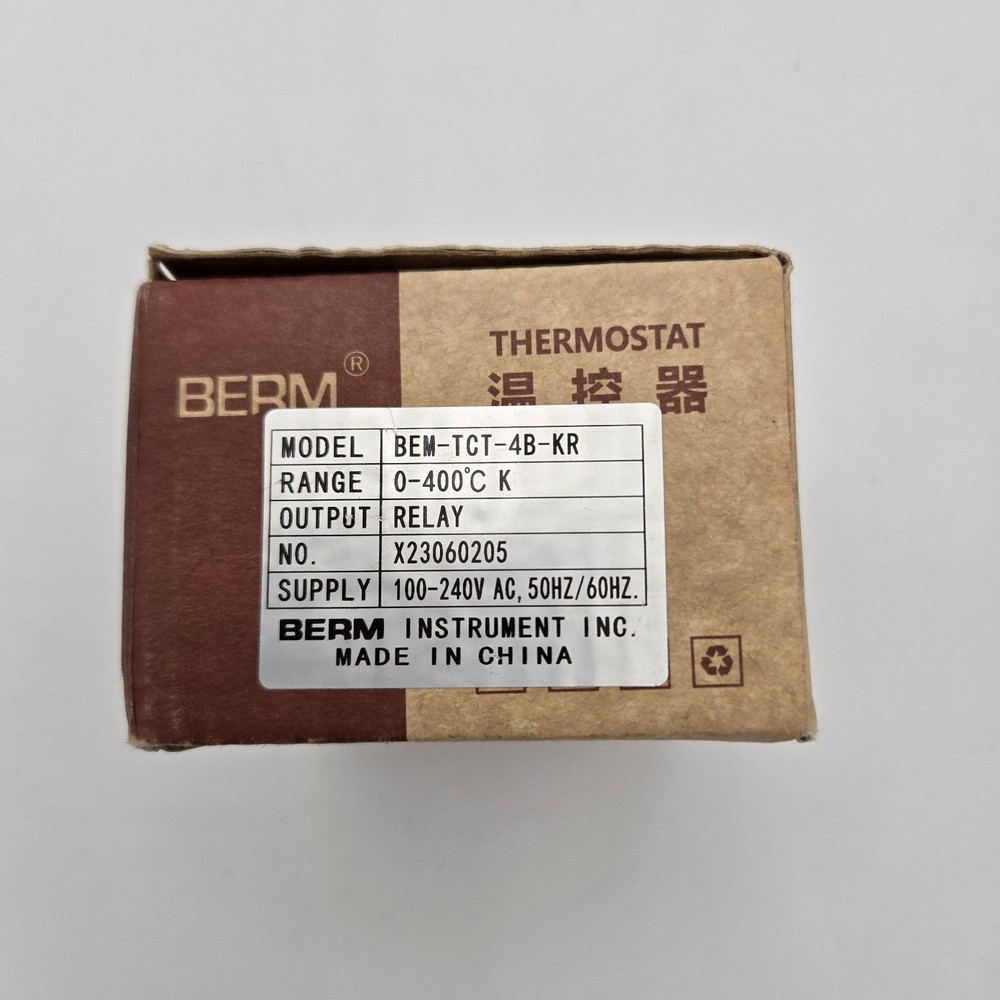 THERMOSTAT
温控器
BERM®
MODEL BEM-TCT-4B-KR
RANGE 0-400℃ K
OUTPUT RELAY
NO. X23060205
SUPPLY 100-240V AC, 50HZ/60HZ.
BERM INSTRUMENT INC.
MADE IN CHINA